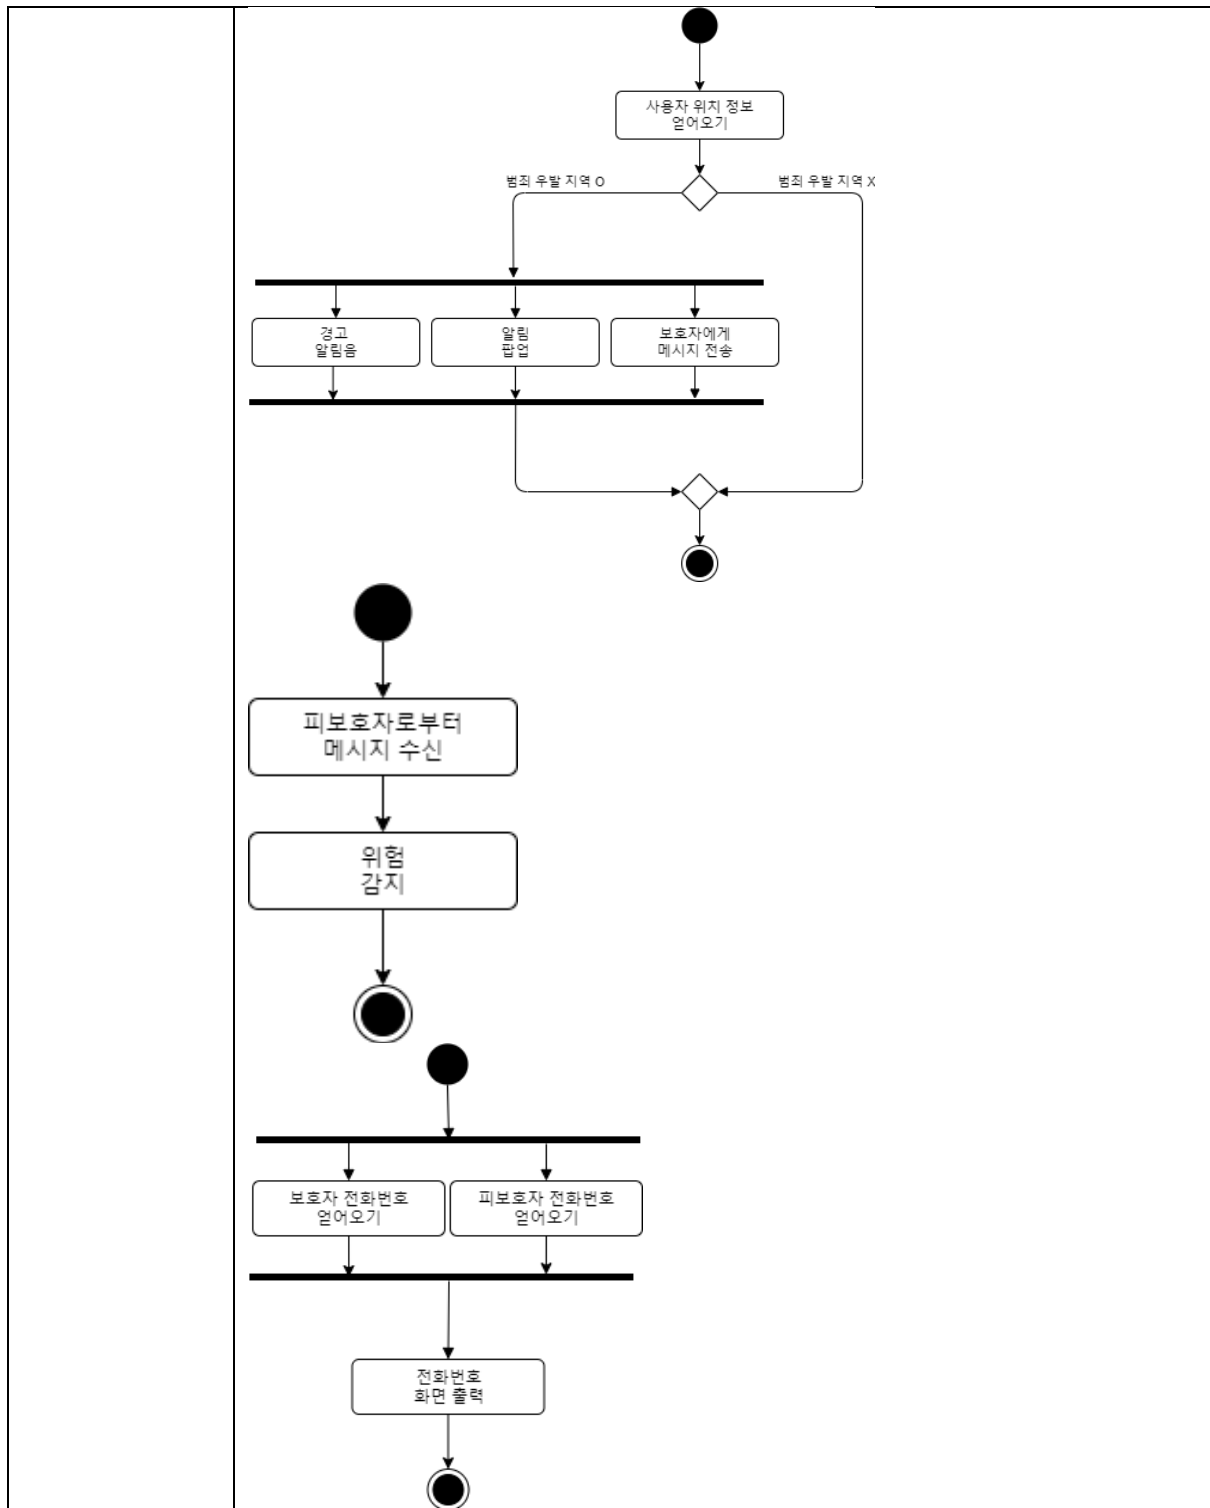 사용자 위치 정보
얻어오기
범죄 우발 지역 O
범죄 우발 지역 X
경고
알림음
알림
팝업
보호자에게
메시지 전송
피보호자로부터
메시지 수신
위험
감지
보호자 전화번호
얻어오기
피보호자 전화번호
얻어오기
전화번호
화면 출력